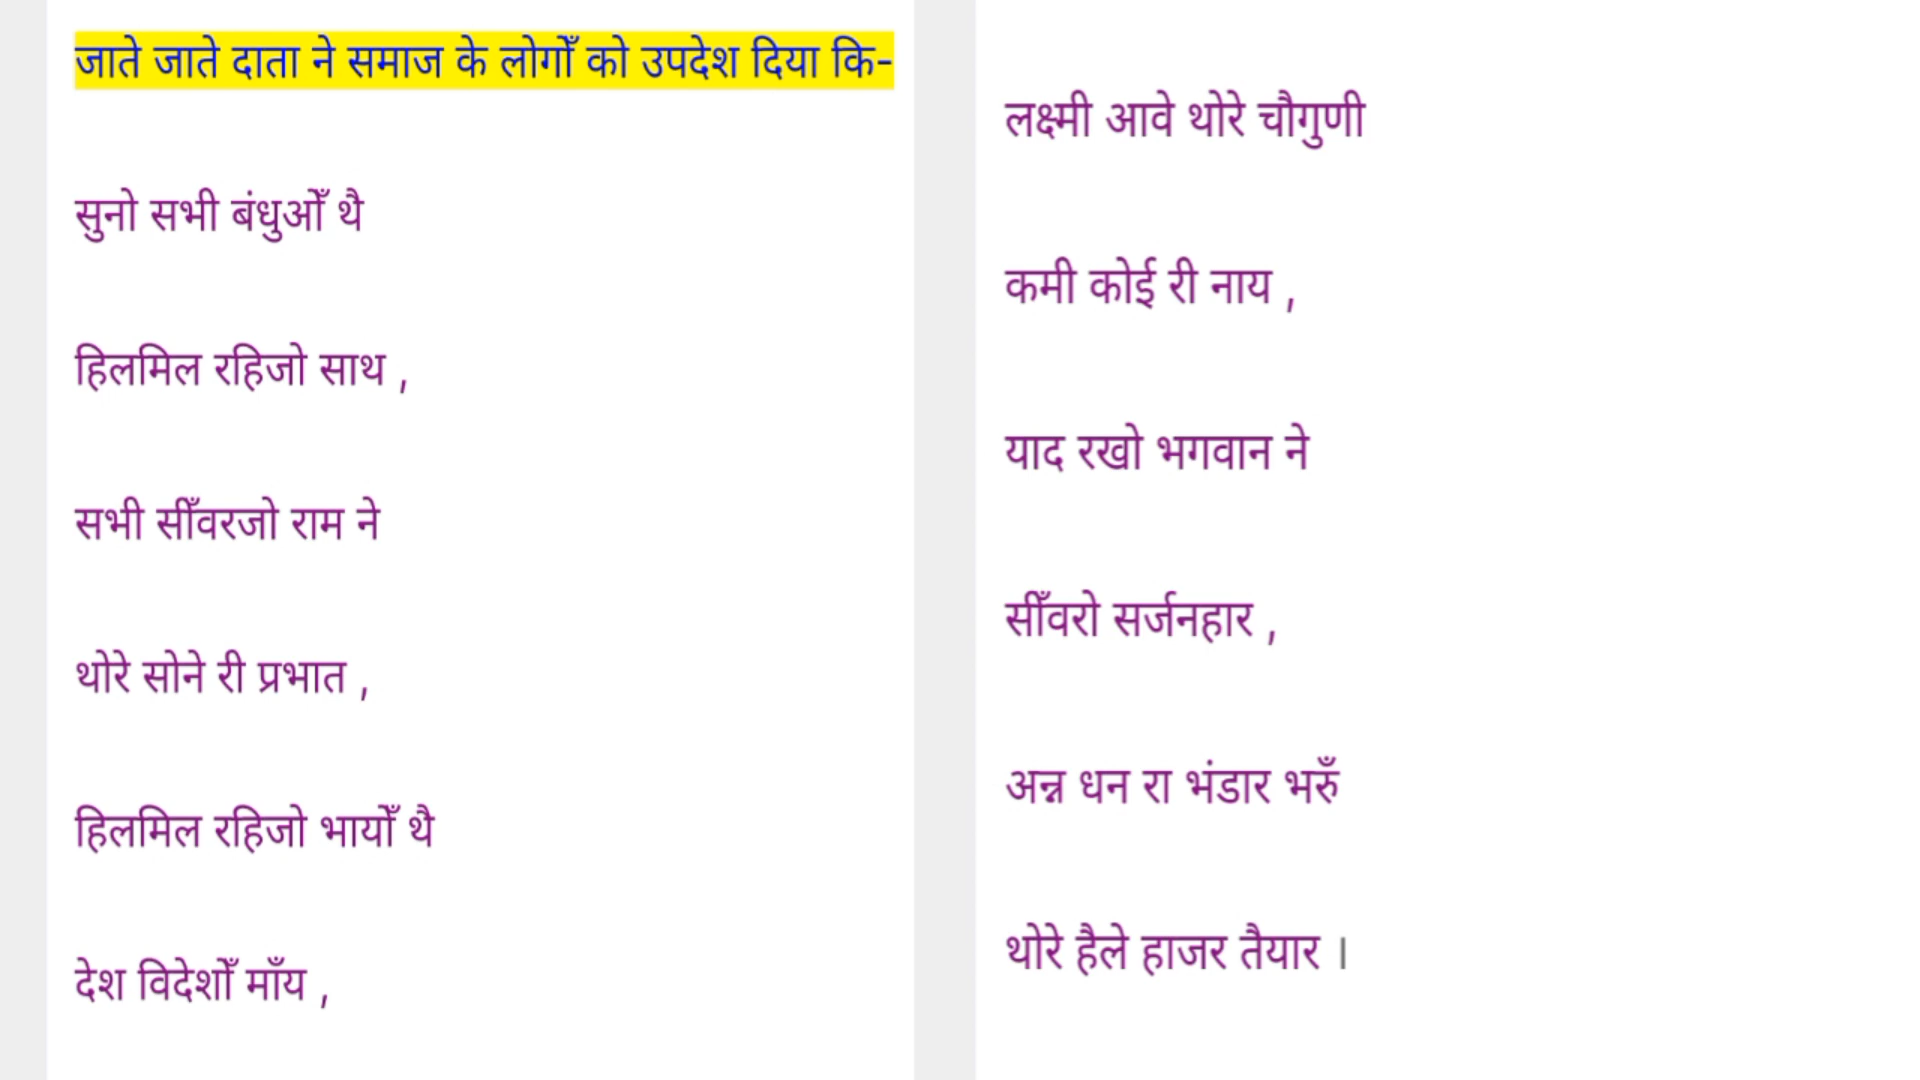 जाते जाते दाता ने समाज के लोगोँ को उपदेश दिया कि-
सुनो सभी बंधुओँ थै
हिलमिल रहिजो साथ ,
सभी सीँवरजो राम ने
थोरे सोने री प्रभात ,
हिलमिल रहिजो भायोँ थै
देश विदेशोँ माँय ,
लक्ष्मी आवे थोरे चौगुणी
कमी कोई री नाय ,
याद रखो भगवान ने
सीँवरो सर्जनहार ,
अन्न धन रा भंडार भरुँ
थोरे हैले हाजर तैयार ।